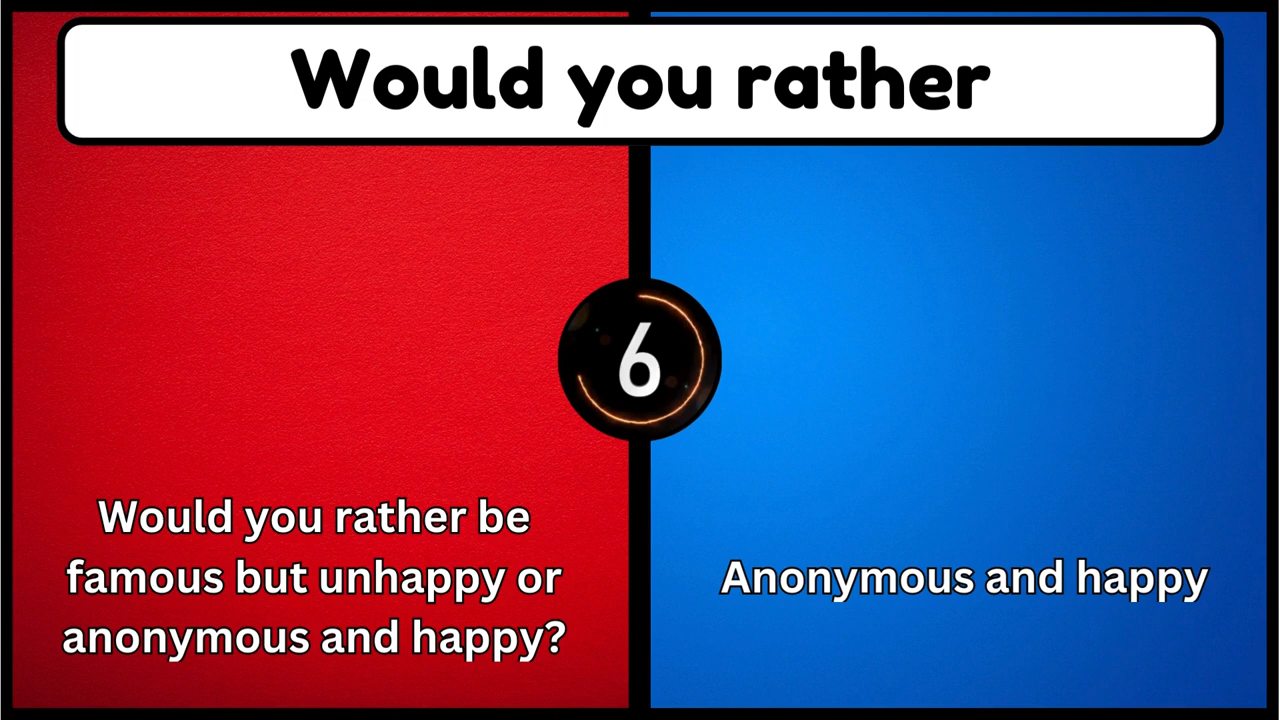 Would you rather
6
Would you rather be
famous but unhappy or
anonymous and happy?
Anonymous and happy